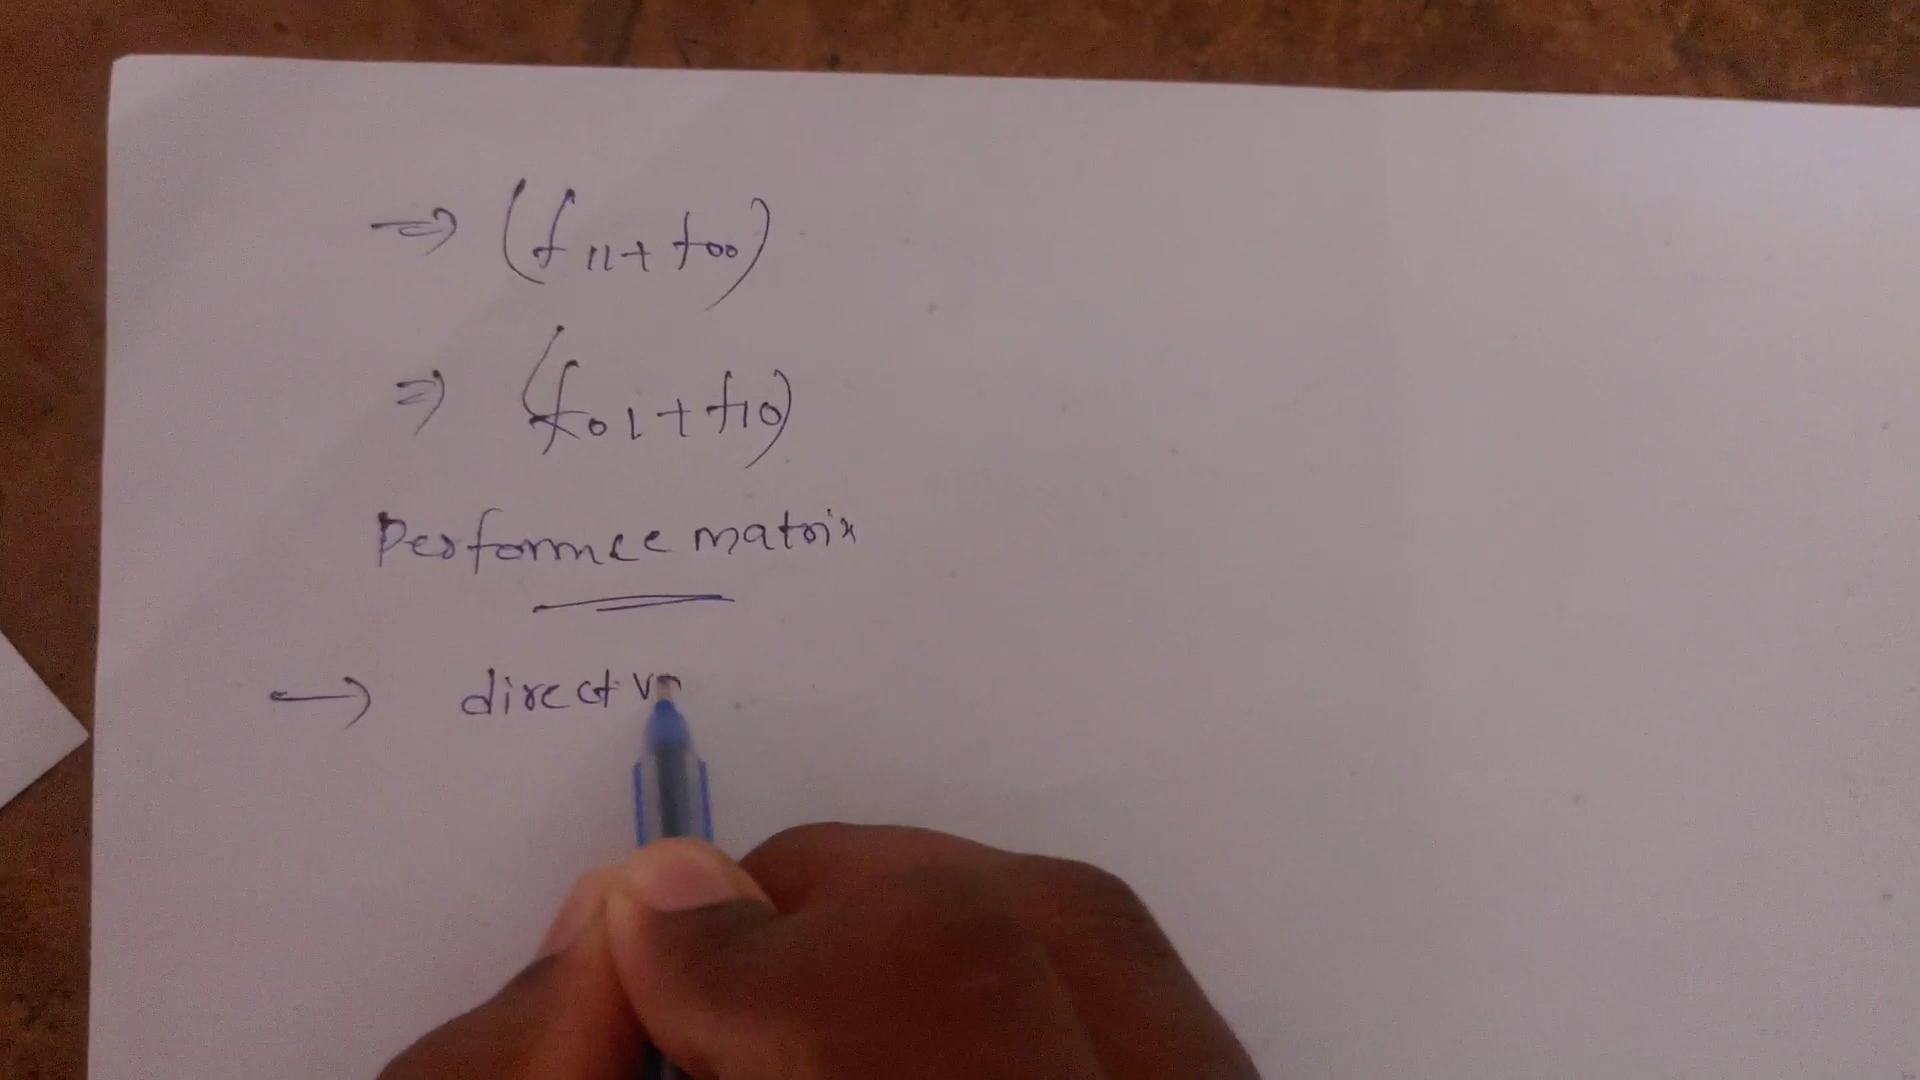 ⇒ (f11 + f00)
⇒ (f01 + f10)
Performce matrix
→ direct